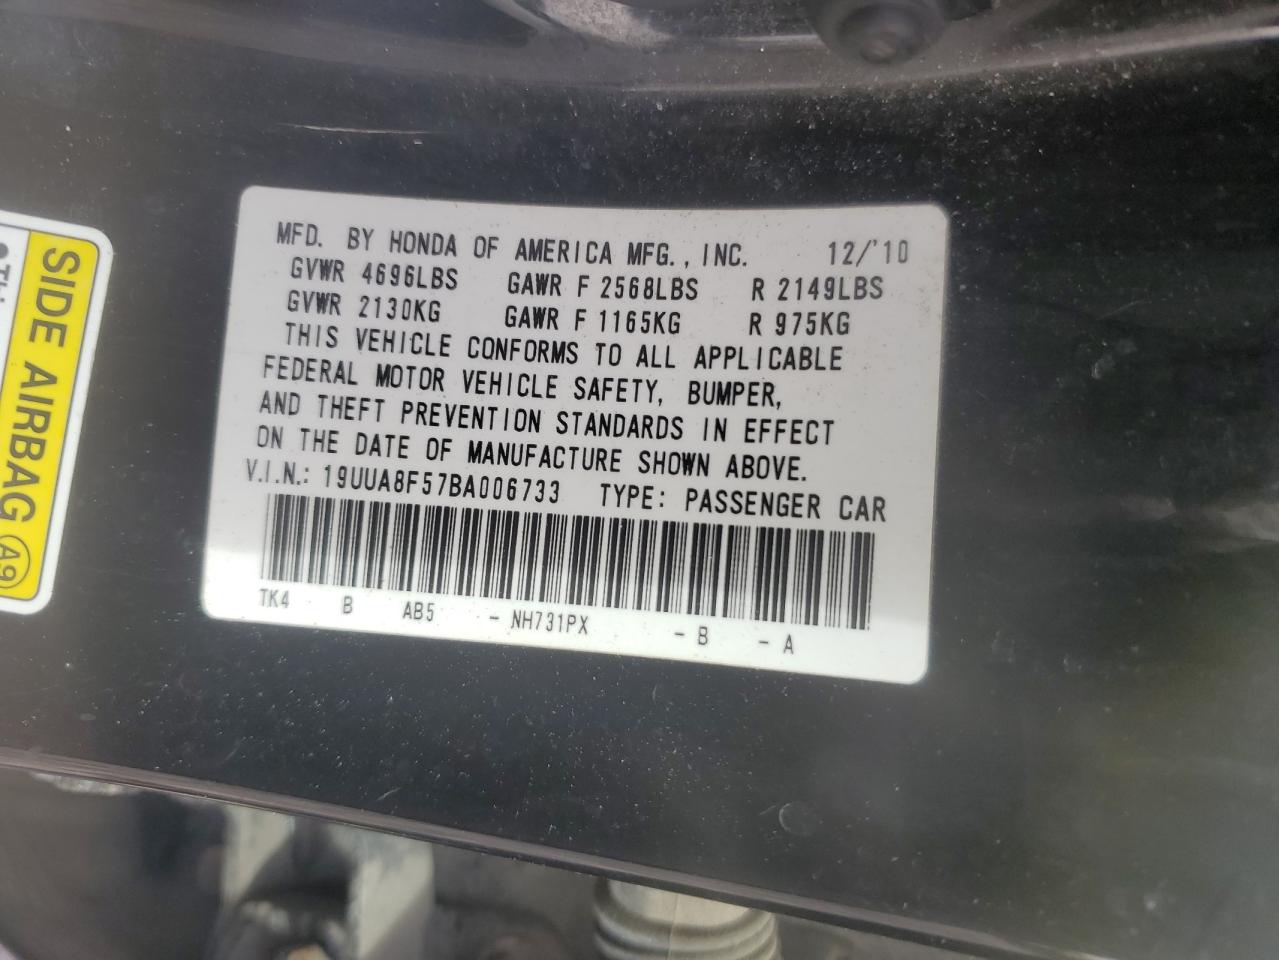 MFD. BY HONDA OF AMERICA MFG., INC. 12/'10
GVWR 4696LBS GAWR F 2568LBS R 2149LBS
GVWR 2130KG GAWR F 1165KG R 975KG
THIS VEHICLE CONFORMS TO ALL APPLICABLE
FEDERAL MOTOR VEHICLE SAFETY, BUMPER,
AND THEFT PREVENTION STANDARDS IN EFFECT
ON THE DATE OF MANUFACTURE SHOWN ABOVE.
V.I.N.: 19UUA8F57BA006733 TYPE: PASSENGER CAR
TK4 B AB5 - NH731PX - B - A
SIDE AIRBAG A9